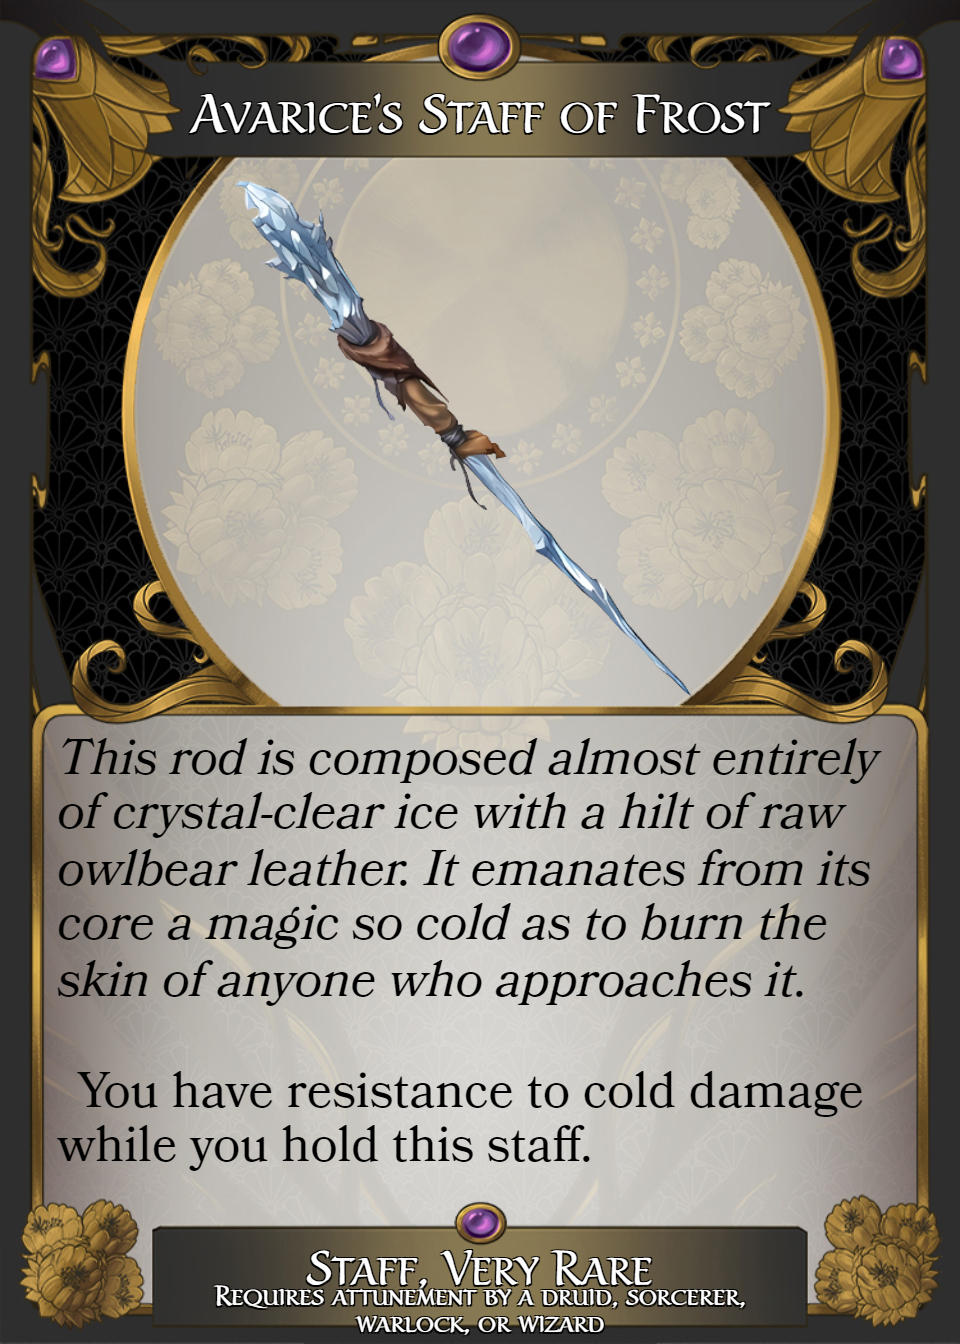 Avarice's Staff of Frost
This rod is composed almost entirely
of crystal-clear ice with a hilt of raw
owlbear leather. It emanates from its
core a magic so cold as to burn the
skin of anyone who approaches it.
You have resistance to cold damage
while you hold this staff.
Staff, Very Rare
Requires attunement by a druid, sorcerer,
warlock, or wizard